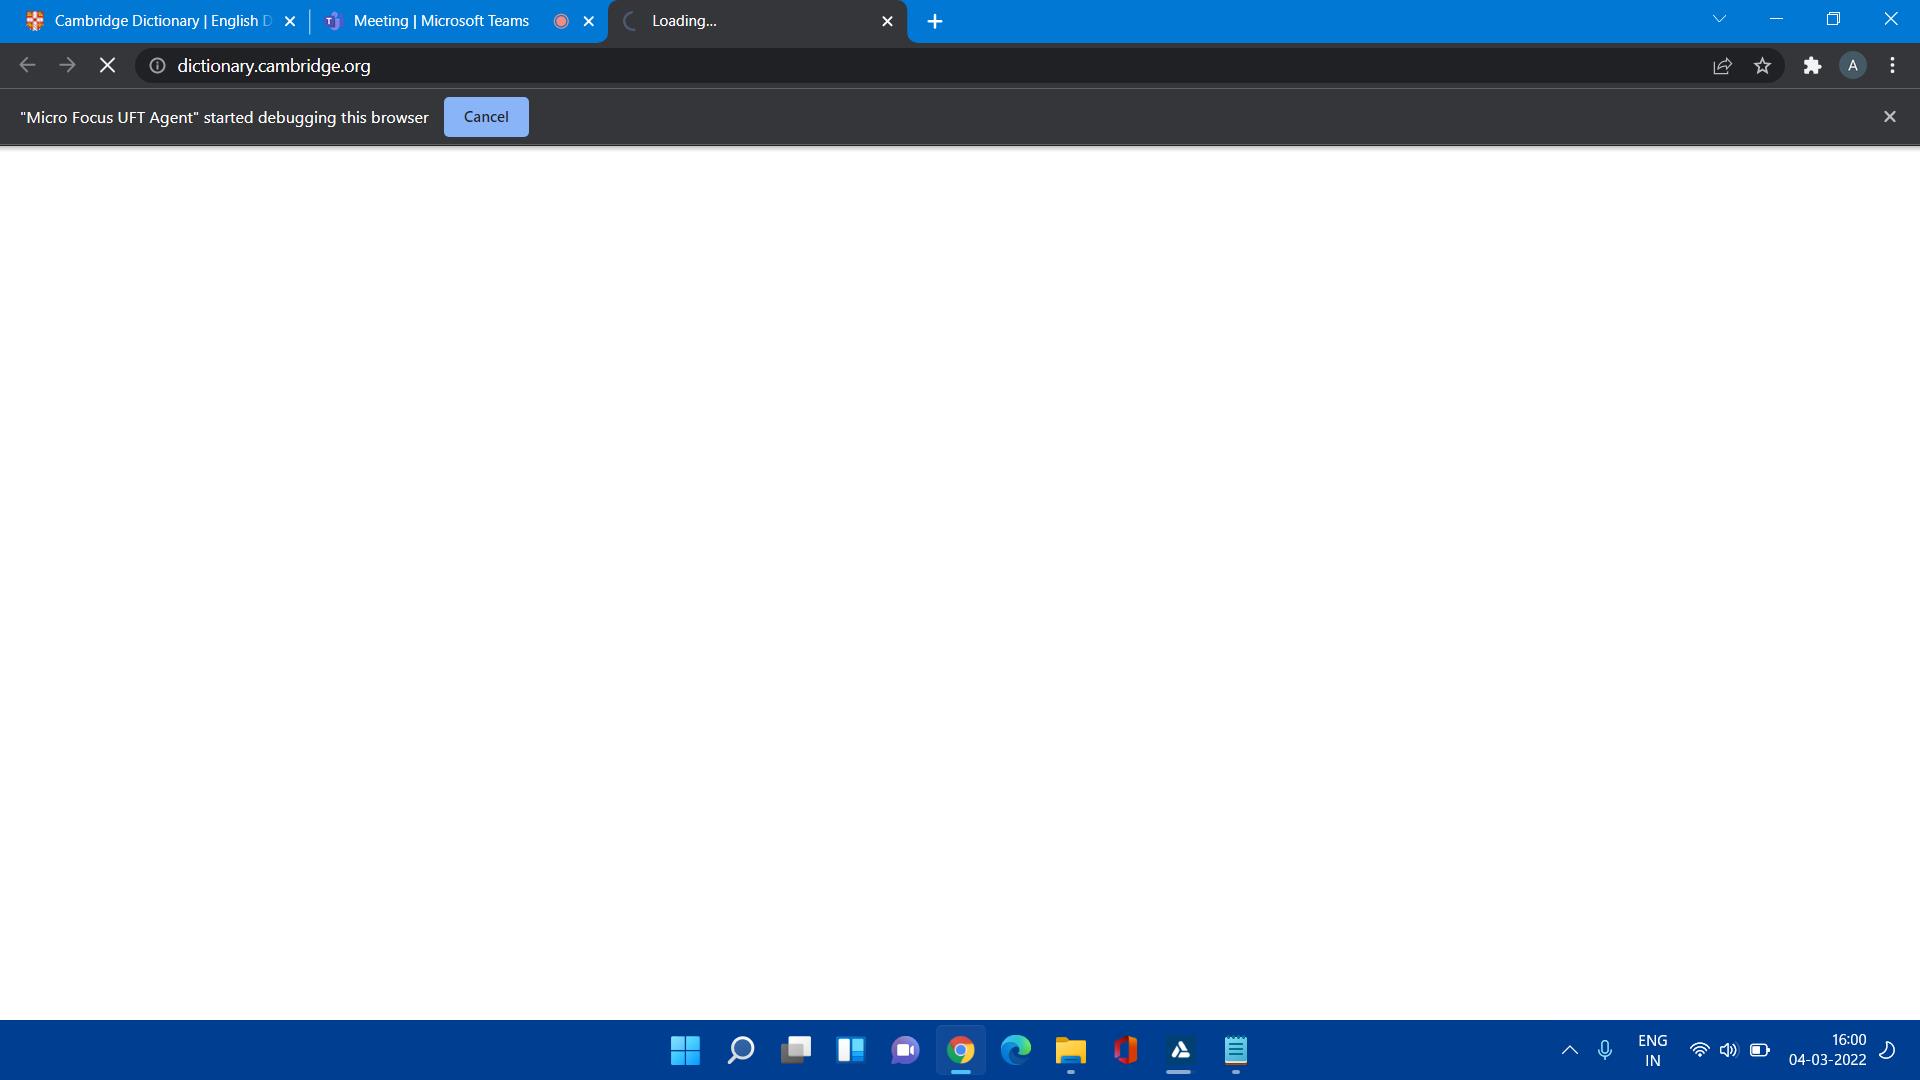 Cambridge Dictionary | English D
Meeting | Microsoft Teams
Loading...
dictionary.cambridge.org
A
"Micro Focus UFT Agent" started debugging this browser
Cancel
ENG
IN
16:00
04-03-2022